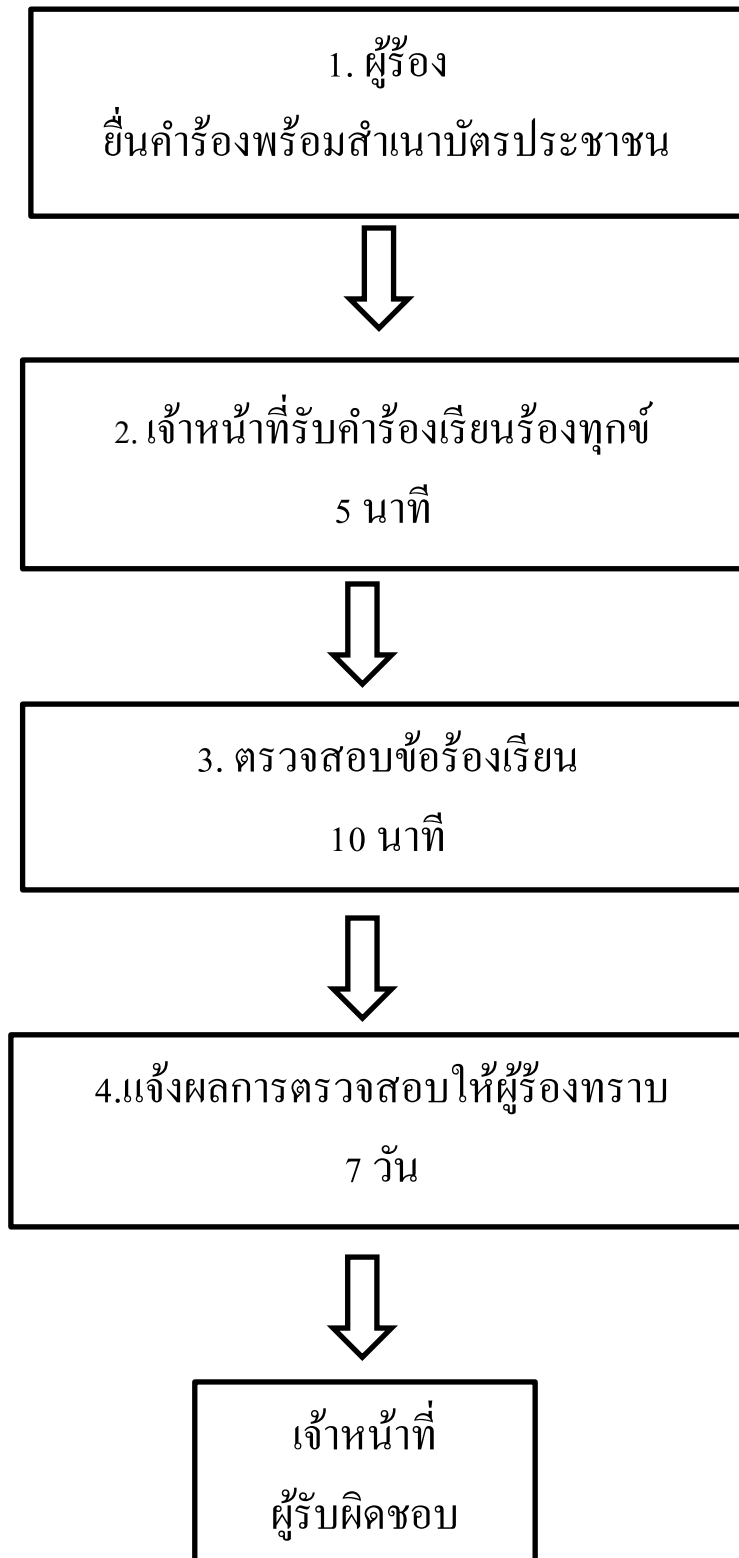 1. ผู้ร้อง
ยื่นคำร้องพร้อมสำเนาบัตรประชาชน
2. เจ้าหน้าที่รับคำร้องเรียนร้องทุกข์
5 นาที
3. ตรวจสอบข้อร้องเรียน
10 นาที
4.แจ้งผลการตรวจสอบให้ผู้ร้องทราบ
7 วัน
เจ้าหน้าที่
ผู้รับผิดชอบ